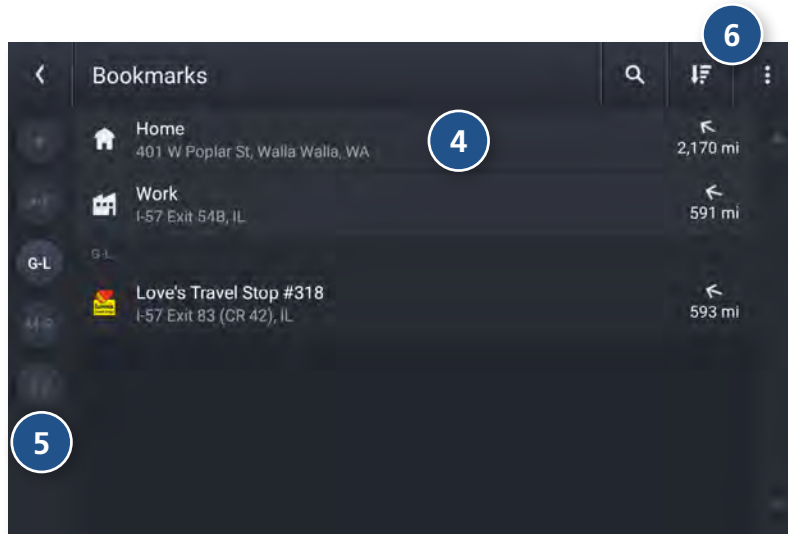 6
Bookmarks
Home
401 W Poplar St, Walla Walla, WA
4
2,170 mi
Work
I-57 Exit 54B, IL
591 mi
G-L
G-L
Love's Travel Stop #318
I-57 Exit 83 (CR 42), IL
593 mi
M-R
5